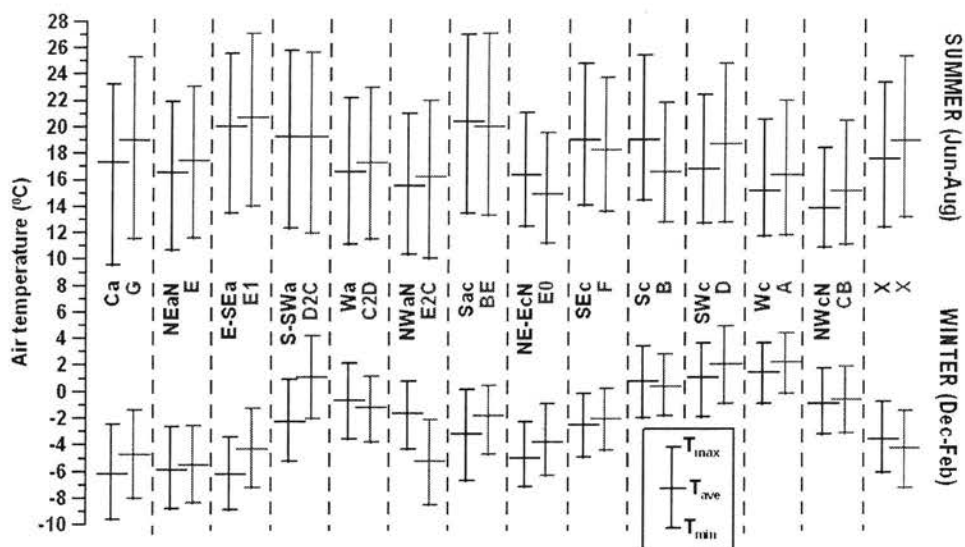 28
26
24
22
20
18
16
14
12
10
8
6
4
2
0
-2
-4
-6
-8
-10
Air temperature (⁰C)
Ca
G
NEaN
E
E-SEa
E1
S-SWa
D2C
Wa
C2D
NWaN
E2C
Sac
BE
NE-EcN
E0
SEc
F
Sc
B
SWc
D
Wc
A
NWcN
CB
X
X
SUMMER (Jun-Aug)
WINTER (Dec-Feb)
Tmax
Tave
Tmin